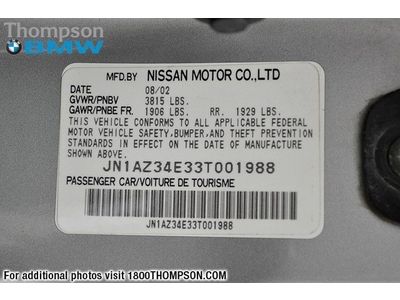 Thompson
BMW
MFD.BY NISSAN MOTOR CO.,LTD
DATE 08/02
GVWR/PNBV 3815 LBS.
GAWR/PNBE FR. 1906 LBS. RR. 1929 LBS.
THIS VEHICLE CONFORMS TO ALL APPLICABLE FEDERAL
MOTOR VEHICLE SAFETY,BUMPER,AND THEFT PREVENTION
STANDARDS IN EFFECT ON THE DATE OF MANUFACTURE
SHOWN ABOVE.
JN1AZ34E33T001988
PASSENGER CAR/VOITURE DE TOURISME
JN1AZ34E33T001988
For additional photos visit 1800THOMPSON.com